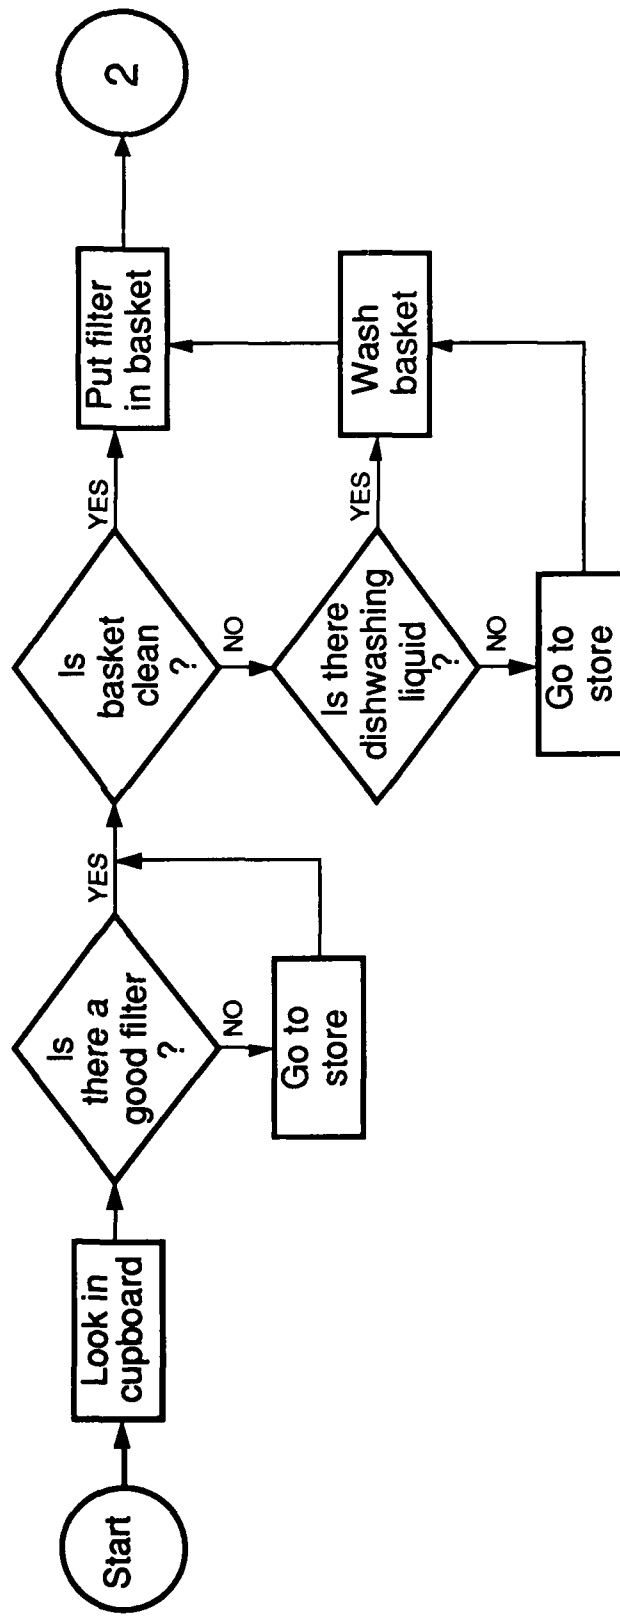 Start
Look in
cupboard
Is
there a
good filter
?
YES
NO
Go to
store
Is
basket
clean
?
YES
NO
Put filter
in basket
2
Is there
dishwashing
liquid
?
YES
NO
Wash
basket
Go to
store